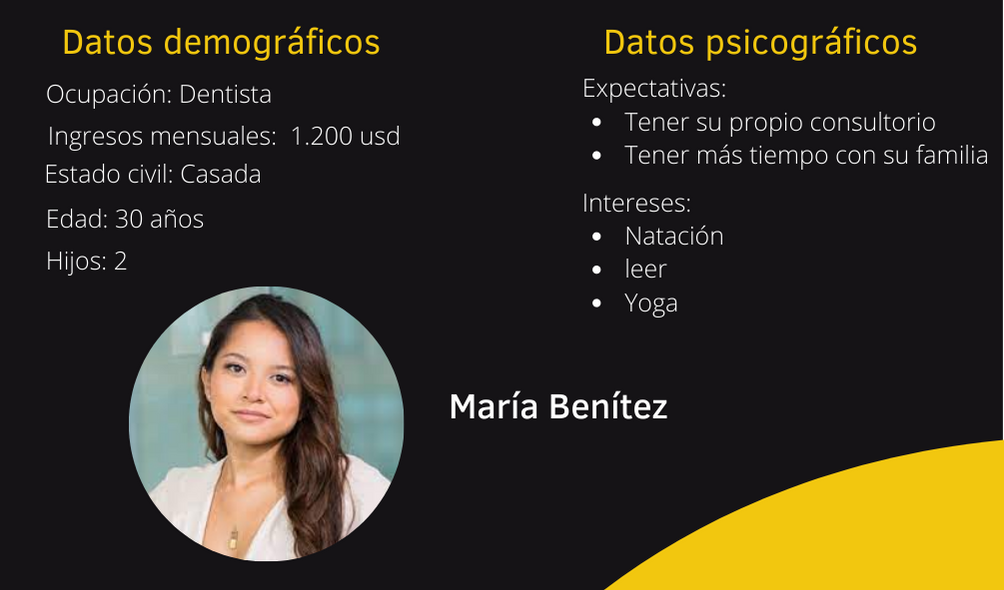 Datos demográficos
Ocupación: Dentista
Ingresos mensuales: 1.200 usd
Estado civil: Casada
Edad: 30 años
Hijos: 2
Datos psicográficos
Expectativas:
• Tener su propio consultorio
• Tener más tiempo con su familia
Intereses:
• Natación
• leer
• Yoga
María Benítez